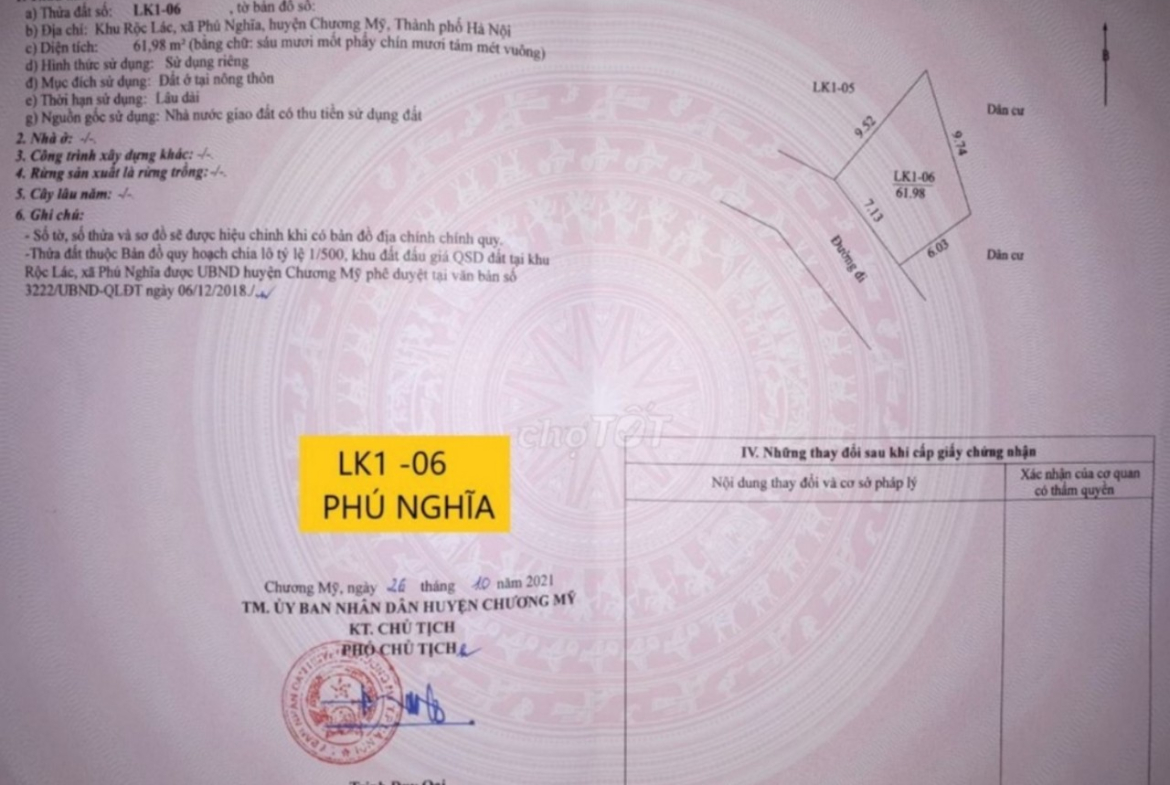 a) Thửa đất số: LK1-06 , tờ bản đồ số:
b) Địa chỉ: Khu Rộc Lác, xã Phú Nghĩa, huyện Chương Mỹ, Thành phố Hà Nội
c) Diện tích: 61,98 m² (bằng chữ: sáu mươi mốt phẩy chín mươi tám mét vuông)
d) Hình thức sử dụng: Sử dụng riêng
đ) Mục đích sử dụng: Đất ở tại nông thôn
e) Thời hạn sử dụng: Lâu dài
g) Nguồn gốc sử dụng: Nhà nước giao đất có thu tiền sử dụng đất
2. Nhà ở: -/-.
3. Công trình xây dựng khác: -/-.
4. Rừng sản xuất là rừng trồng: -/-.
5. Cây lâu năm: -/-.
6. Ghi chú:
- Số tờ, số thửa và sơ đồ sẽ được hiệu chỉnh khi có bản đồ địa chính chính quy.
-Thửa đất thuộc Bản đồ quy hoạch chia lô tỷ lệ 1/500, khu đất đấu giá QSD đất tại khu
Rộc Lác, xã Phú Nghĩa được UBND huyện Chương Mỹ phê duyệt tại văn bản số
3222/UBND-QLĐT ngày 06/12/2018./.
LK1-05
Dân cư
9.52
9.74
LK1-06
61.98
7.13
6.03
Đường đi
Dân cư
chợTỐT
LK1 -06
PHÚ NGHĨA
IV. Những thay đổi sau khi cấp giấy chứng nhận
Nội dung thay đổi và cơ sở pháp lý
Xác nhận của cơ quan
có thẩm quyền
Chương Mỹ, ngày 26 tháng 10 năm 2021
TM. ỦY BAN NHÂN DÂN HUYỆN CHƯƠNG MỸ
KT. CHỦ TỊCH
PHÓ CHỦ TỊCH